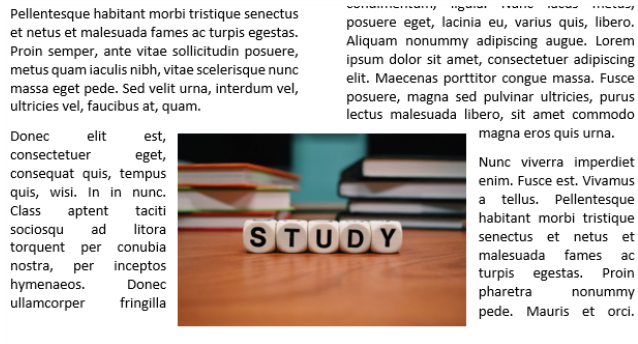 Pellentesque habitant morbi tristique senectus
et netus et malesuada fames ac turpis egestas.
Proin semper, ante vitae sollicitudin posuere,
metus quam iaculis nibh, vitae scelerisque nunc
massa eget pede. Sed velit urna, interdum vel,
ultricies vel, faucibus at, quam.
Donec elit est,
consectetuer eget,
consequat quis, tempus
quis, wisi. In in nunc.
Class aptent taciti
sociosqu ad litora
torquent per conubia
nostra, per inceptos
hymenaeos. Donec
ullamcorper fringilla
STUDY
posuere eget, lacinia eu, varius quis, libero.
Aliquam nonummy adipiscing augue. Lorem
ipsum dolor sit amet, consectetuer adipiscing
elit. Maecenas porttitor congue massa. Fusce
posuere, magna sed pulvinar ultricies, purus
lectus malesuada libero, sit amet commodo
magna eros quis urna.
Nunc viverra imperdiet
enim. Fusce est. Vivamus
a tellus. Pellentesque
habitant morbi tristique
senectus et netus et
malesuada fames ac
turpis egestas. Proin
pharetra nonummy
pede. Mauris et orci.